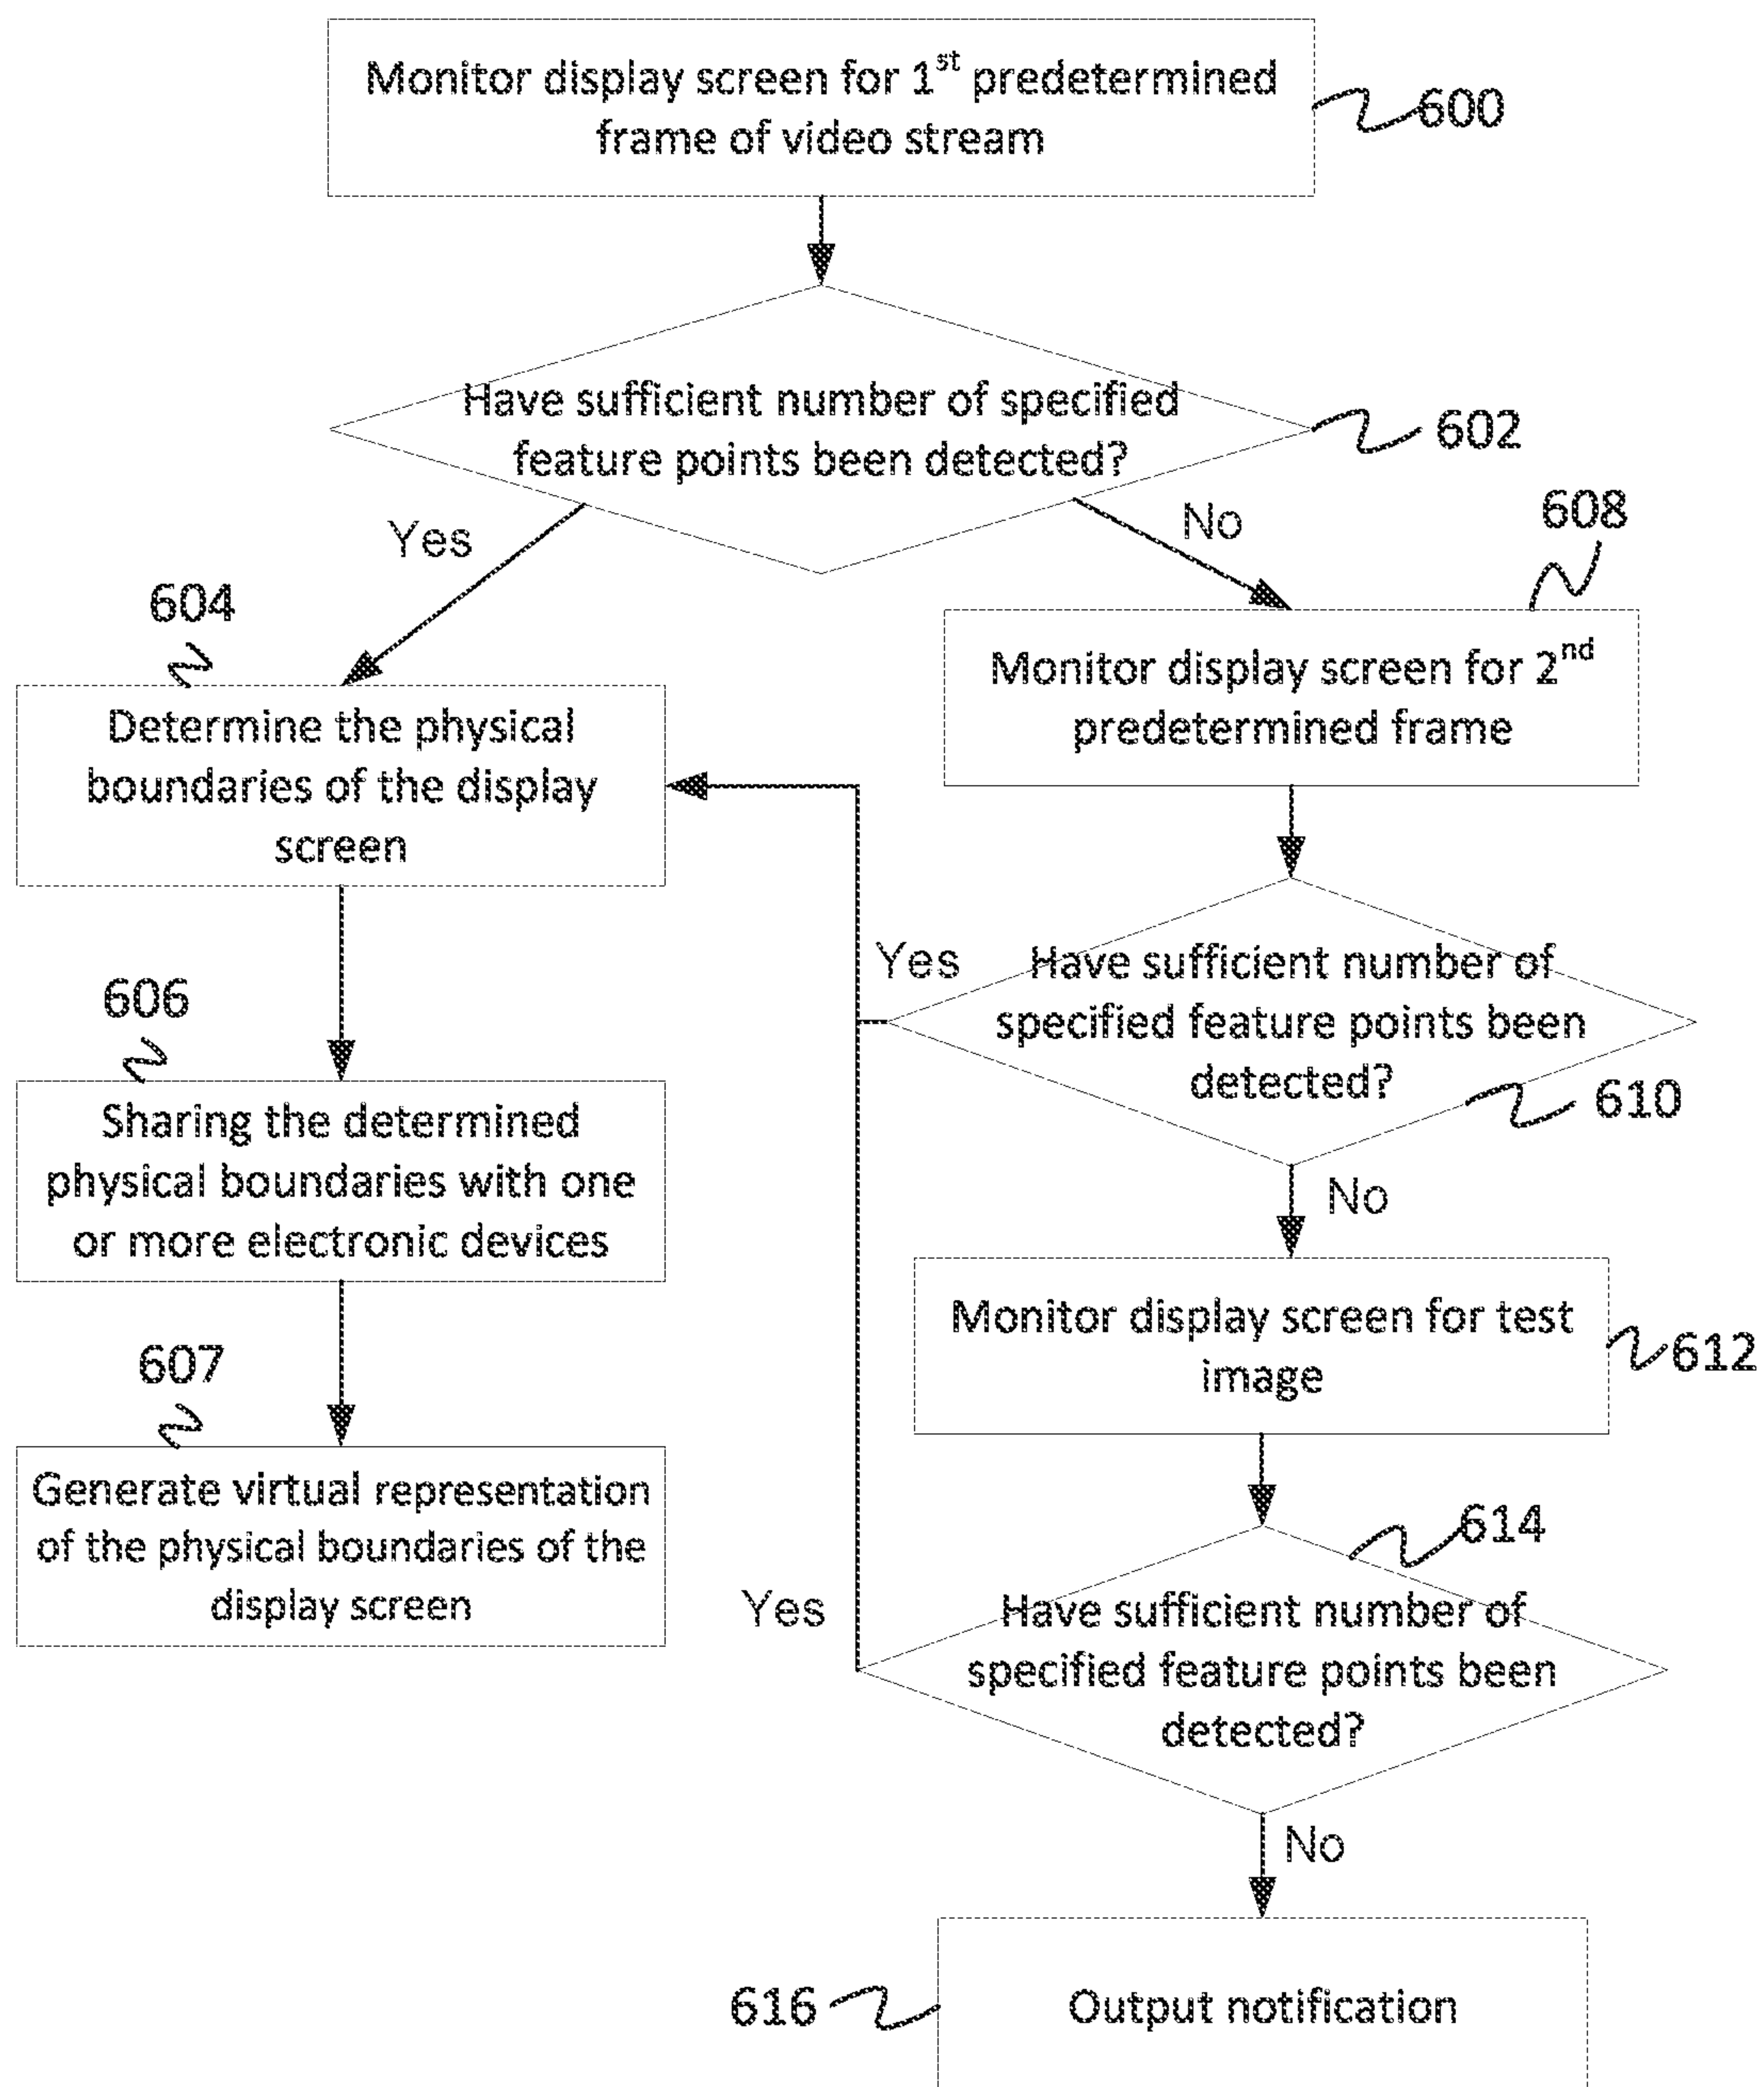 Monitor display screen for 1st predetermined
frame of video stream
600
Have sufficient number of specified
feature points been detected?
602
Yes
No
608
604
Monitor display screen for 2nd
predetermined frame
Determine the physical
boundaries of the display
screen
Yes
Have sufficient number of
specified feature points been
detected?
610
606
Sharing the determined
physical boundaries with one
or more electronic devices
No
Monitor display screen for test
image
612
607
Generate virtual representation
of the physical boundaries of the
display screen
614
Yes
Have sufficient number of
specified feature points been
detected?
No
616
Output notification